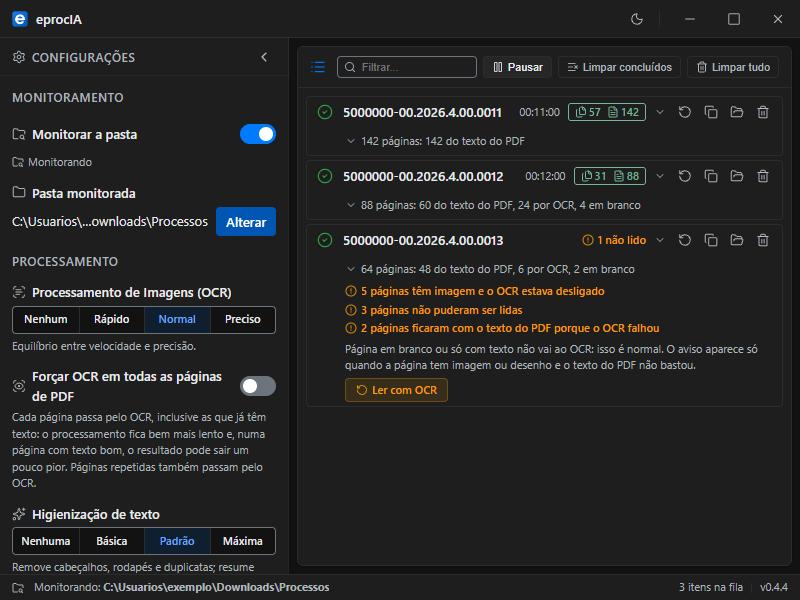 e eprocIA
CONFIGURAÇÕES
MONITORAMENTO
Monitorar a pasta
Monitorando
Pasta monitorada
C:\Usuarios\...ownloads\Processos Alterar
PROCESSAMENTO
Processamento de Imagens (OCR)
Nenhum Rápido Normal Preciso
Equilíbrio entre velocidade e precisão.
Forçar OCR em todas as páginas
de PDF
Cada página passa pelo OCR, inclusive as que já têm
texto: o processamento fica bem mais lento e, numa
página com texto bom, o resultado pode sair um
pouco pior. Páginas repetidas também passam pelo
OCR.
Higienização de texto
Nenhuma Básica Padrão Máxima
Remove cabeçalhos, rodapés e duplicatas; resume
Filtrar... Pausar Limpar concluídos Limpar tudo
5000000-00.2026.4.00.0011 00:11:00 57 142
142 páginas: 142 do texto do PDF
5000000-00.2026.4.00.0012 00:12:00 31 88
88 páginas: 60 do texto do PDF, 24 por OCR, 4 em branco
5000000-00.2026.4.00.0013 1 não lido
64 páginas: 48 do texto do PDF, 6 por OCR, 2 em branco
5 páginas têm imagem e o OCR estava desligado
3 páginas não puderam ser lidas
2 páginas ficaram com o texto do PDF porque o OCR falhou
Página em branco ou só com texto não vai ao OCR: isso é normal. O aviso aparece só
quando a página tem imagem ou desenho e o texto do PDF não bastou.
Ler com OCR
Monitorando: C:\Usuarios\exemplo\Downloads\Processos 3 itens na fila v0.4.4